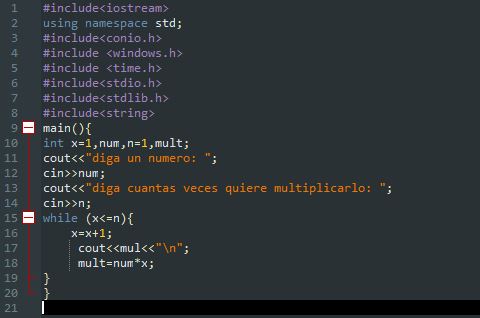 1 #include<iostream>
2 using namespace std;
3 #include<conio.h>
4 #include <windows.h>
5 #include <time.h>
6 #include<stdio.h>
7 #include<stdlib.h>
8 #include<string>
9 main(){
10 int x=1,num,n=1,mult;
11 cout<<"diga un numero: ";
12 cin>>num;
13 cout<<"diga cuantas veces quiere multiplicarlo: ";
14 cin>>n;
15 while (x<=n){
16 x=x+1;
17 cout<<mul<<"\n";
18 mult=num*x;
19 }
20 }
21